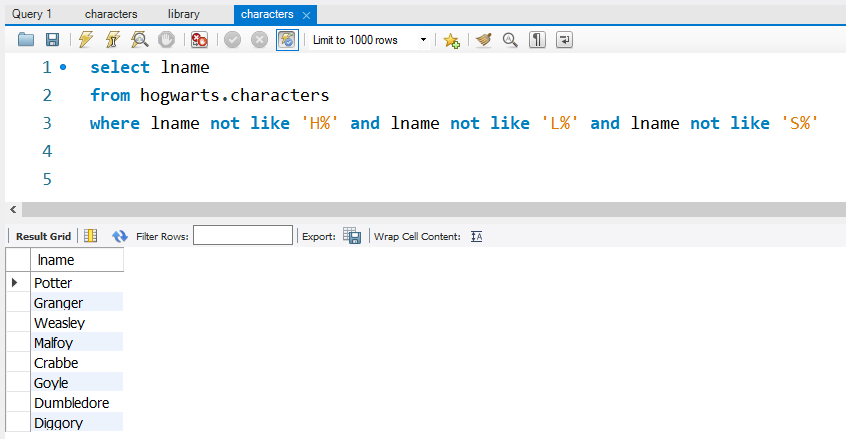 Query 1 characters library characters
Limit to 1000 rows
1 select lname
2 from hogwarts.characters
3 where lname not like 'H%' and lname not like 'L%' and lname not like 'S%'
4
5
Result Grid Filter Rows: Export: Wrap Cell Content:
lname
Potter
Granger
Weasley
Malfoy
Crabbe
Goyle
Dumbledore
Diggory